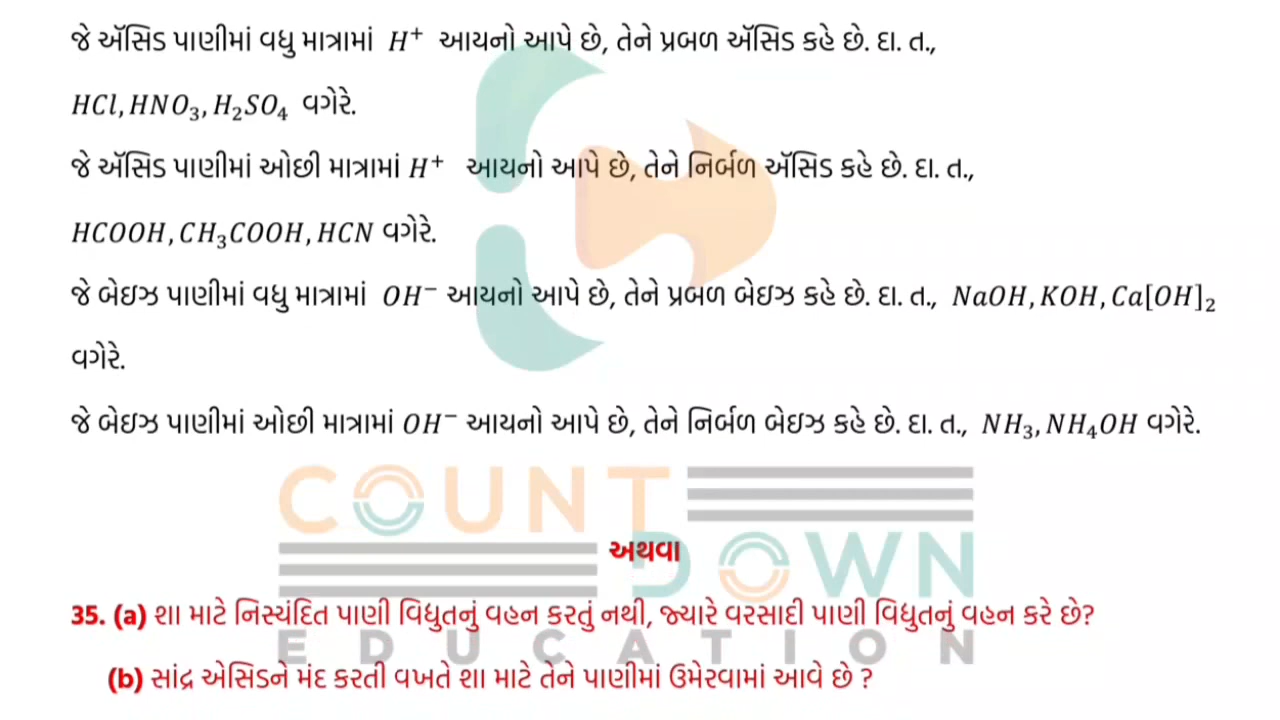 જે ઍસિડ પાણીમાં વધુ માત્રામાં H⁺ આયનો આપે છે, તેને પ્રબળ ઍસિડ કહે છે. દા. ત.,
HCl, HNO₃, H₂SO₄ વગેરે.
જે ઍસિડ પાણીમાં ઓછી માત્રામાં H⁺ આયનો આપે છે, તેને નિર્બળ ઍસિડ કહે છે. દા. ત.,
HCOOH, CH₃COOH, HCN વગેરે.
જે બેઇઝ પાણીમાં વધુ માત્રામાં OH⁻ આયનો આપે છે, તેને પ્રબળ બેઇઝ કહે છે. દા. ત., NaOH, KOH, Ca[OH]₂
વગેરે.
જે બેઇઝ પાણીમાં ઓછી માત્રામાં OH⁻ આયનો આપે છે, તેને નિર્બળ બેઇઝ કહે છે. દા. ત., NH₃, NH₄OH વગેરે.
COUNT
અથવા
DOWN
35. (a) શા માટે નિસ્યંદિત પાણી વિદ્યુતનું વહન કરતું નથી, જ્યારે વરસાદી પાણી વિદ્યુતનું વહન કરે છે?
EDUCATION
(b) સાંદ્ર એસિડને મંદ કરતી વખતે શા માટે તેને પાણીમાં ઉમેરવામાં આવે છે ?